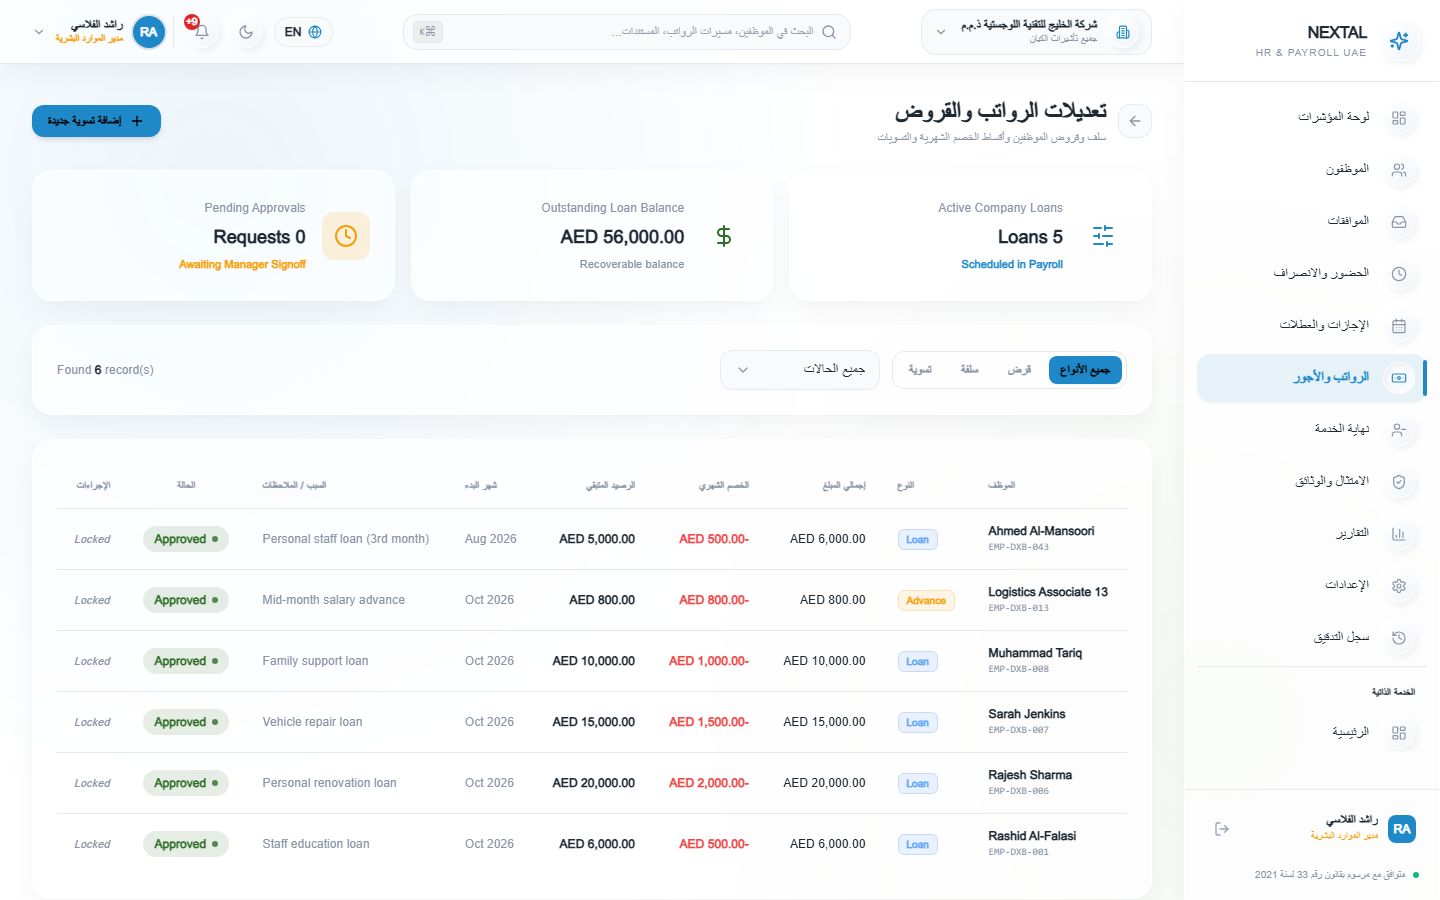 NEXTAL
HR & PAYROLL UAE
لوحة المؤشرات
الموظفون
الموافقات
الحضور والانصراف
الإجازات والعطلات
الرواتب والأجور
نهاية الخدمة
الامتثال والوثائق
التقارير
الإعدادات
سجل التدقيق
الخدمة الذاتية
الرئيسية
RA
راشد الفلاسي
مدير الموارد البشرية
متوافق مع مرسوم بقانون رقم 33 لسنة 2021
شركة الخليج للتقنية اللوجستية ذ.م.م
جميع تأشيرات الكيان
البحث في الموظفين، مسيرات الرواتب، المستندات...
⌘K
EN
9+
RA
راشد الفلاسي
مدير الموارد البشرية
تعديلات الرواتب والقروض
سلف وقروض الموظفين وأقساط الخصم الشهرية والتسويات
إضافة تسوية جديدة
Active Company Loans
Loans 5
Scheduled in Payroll
Outstanding Loan Balance
AED 56,000.00
Recoverable balance
Pending Approvals
Requests 0
Awaiting Manager Signoff
جميع الأنواع قرض سلفة تسوية
جميع الحالات
Found 6 record(s)
الموظف النوع إجمالي المبلغ الخصم الشهري الرصيد المتبقي شهر البدء السبب / الملاحظات الحالة الإجراءات
Ahmed Al-Mansoori Loan AED 6,000.00 AED 500.00- AED 5,000.00 Aug 2026 Personal staff loan (3rd month) Approved Locked
EMP-DXB-043
Logistics Associate 13 Advance AED 800.00 AED 800.00- AED 800.00 Oct 2026 Mid-month salary advance Approved Locked
EMP-DXB-013
Muhammad Tariq Loan AED 10,000.00 AED 1,000.00- AED 10,000.00 Oct 2026 Family support loan Approved Locked
EMP-DXB-008
Sarah Jenkins Loan AED 15,000.00 AED 1,500.00- AED 15,000.00 Oct 2026 Vehicle repair loan Approved Locked
EMP-DXB-007
Rajesh Sharma Loan AED 20,000.00 AED 2,000.00- AED 20,000.00 Oct 2026 Personal renovation loan Approved Locked
EMP-DXB-006
Rashid Al-Falasi Loan AED 6,000.00 AED 500.00- AED 6,000.00 Oct 2026 Staff education loan Approved Locked
EMP-DXB-001